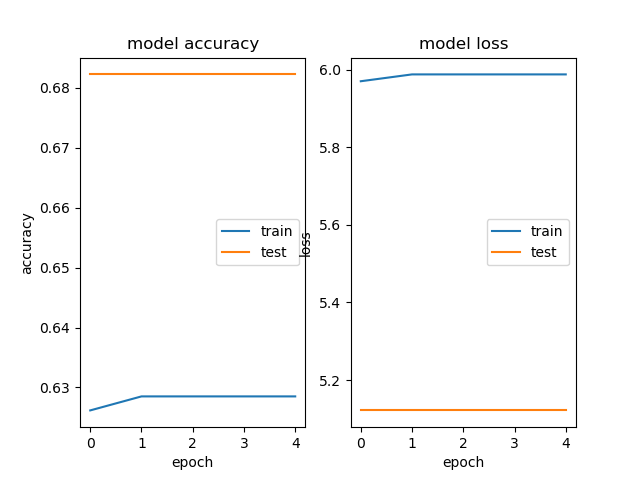 model accuracy
accuracy
0.68
0.67
0.66
0.65
0.64
0.63
train
test
0 1 2 3 4
epoch
model loss
loss
6.0
5.8
5.6
5.4
5.2
train
test
0 1 2 3 4
epoch